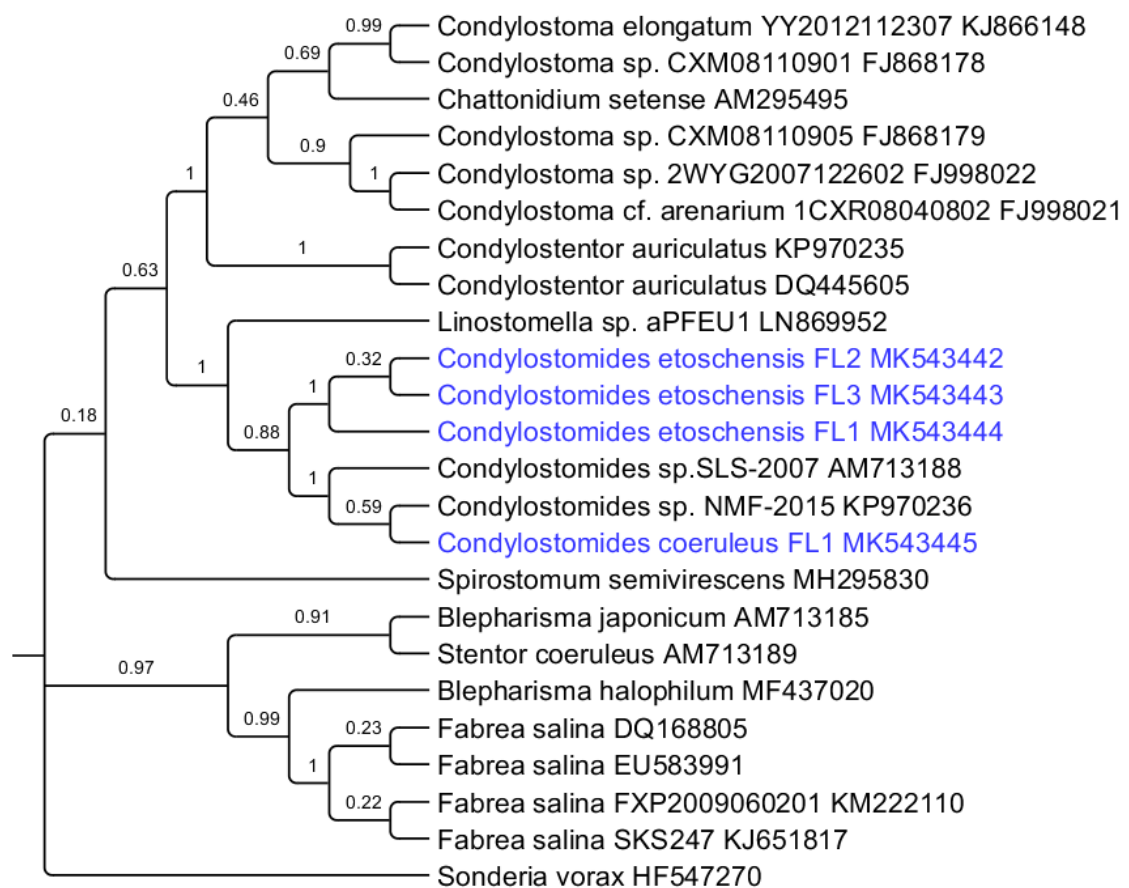 0.99
Condylostoma elongatum YY2012112307 KJ866148
0.69
Condylostoma sp. CXM08110901 FJ868178
0.46
Chattonidium setense AM295495
0.9
Condylostoma sp. CXM08110905 FJ868179
1
1
Condylostoma sp. 2WYG2007122602 FJ998022
Condylostoma cf. arenarium 1CXR08040802 FJ998021
1
Condylostentor auriculatus KP970235
0.63
Condylostentor auriculatus DQ445605
Linostomella sp. aPFEU1 LN869952
1
0.32
Condylostomides etoschensis FL2 MK543442
1
Condylostomides etoschensis FL3 MK543443
0.18
0.88
Condylostomides etoschensis FL1 MK543444
1
Condylostomides sp.SLS-2007 AM713188
0.59
Condylostomides sp. NMF-2015 KP970236
Condylostomides coeruleus FL1 MK543445
Spirostomum semivirescens MH295830
0.91
Blepharisma japonicum AM713185
0.97
Stentor coeruleus AM713189
0.99
Blepharisma halophilum MF437020
0.23
Fabrea salina DQ168805
1
Fabrea salina EU583991
0.22
Fabrea salina FXP2009060201 KM222110
Fabrea salina SKS247 KJ651817
Sonderia vorax HF547270